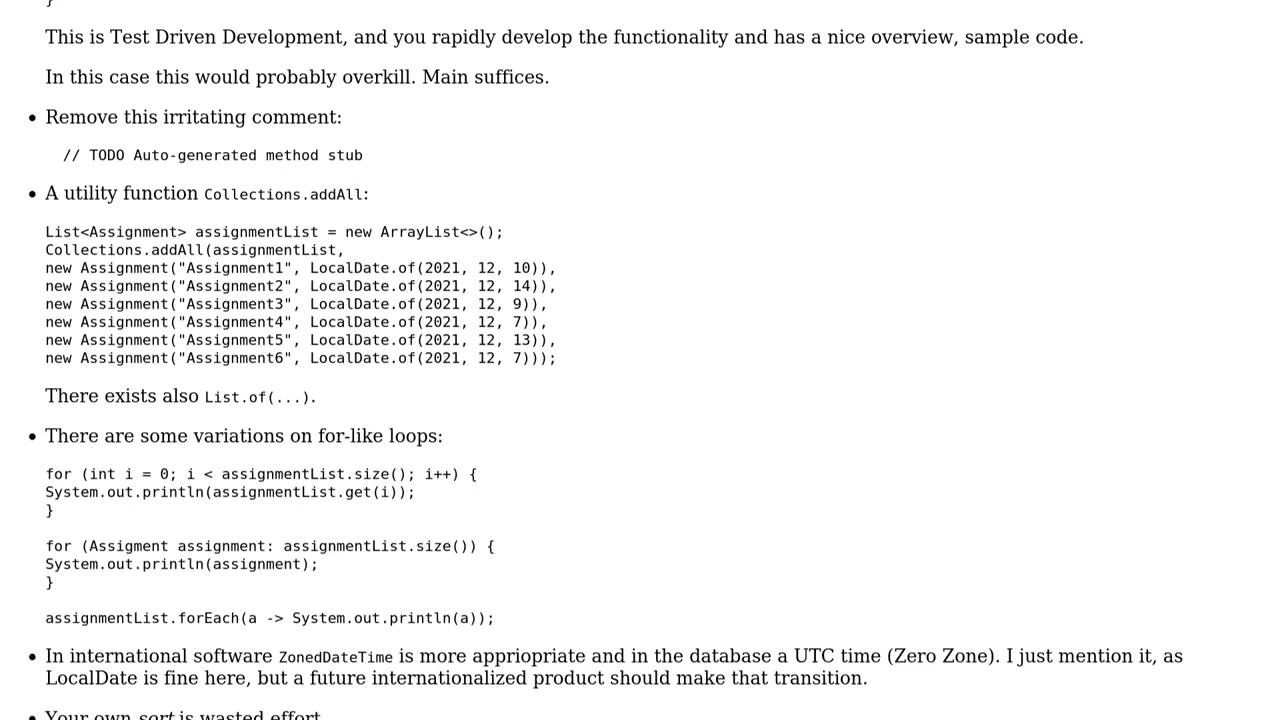 }
This is Test Driven Development, and you rapidly develop the functionality and has a nice overview, sample code.
In this case this would probably overkill. Main suffices.
• Remove this irritating comment:
// TODO Auto-generated method stub
• A utility function Collections.addAll:
List<Assignment> assignmentList = new ArrayList<>();
Collections.addAll(assignmentList,
new Assignment("Assignment1", LocalDate.of(2021, 12, 10)),
new Assignment("Assignment2", LocalDate.of(2021, 12, 14)),
new Assignment("Assignment3", LocalDate.of(2021, 12, 9)),
new Assignment("Assignment4", LocalDate.of(2021, 12, 7)),
new Assignment("Assignment5", LocalDate.of(2021, 12, 13)),
new Assignment("Assignment6", LocalDate.of(2021, 12, 7)));
There exists also List.of(...).
• There are some variations on for-like loops:
for (int i = 0; i < assignmentList.size(); i++) {
System.out.println(assignmentList.get(i));
}
for (Assigment assignment: assignmentList.size()) {
System.out.println(assignment);
}
assignmentList.forEach(a -> System.out.println(a));
• In international software ZonedDateTime is more appriopriate and in the database a UTC time (Zero Zone). I just mention it, as
LocalDate is fine here, but a future internationalized product should make that transition.
• Your own sort is wasted effort.